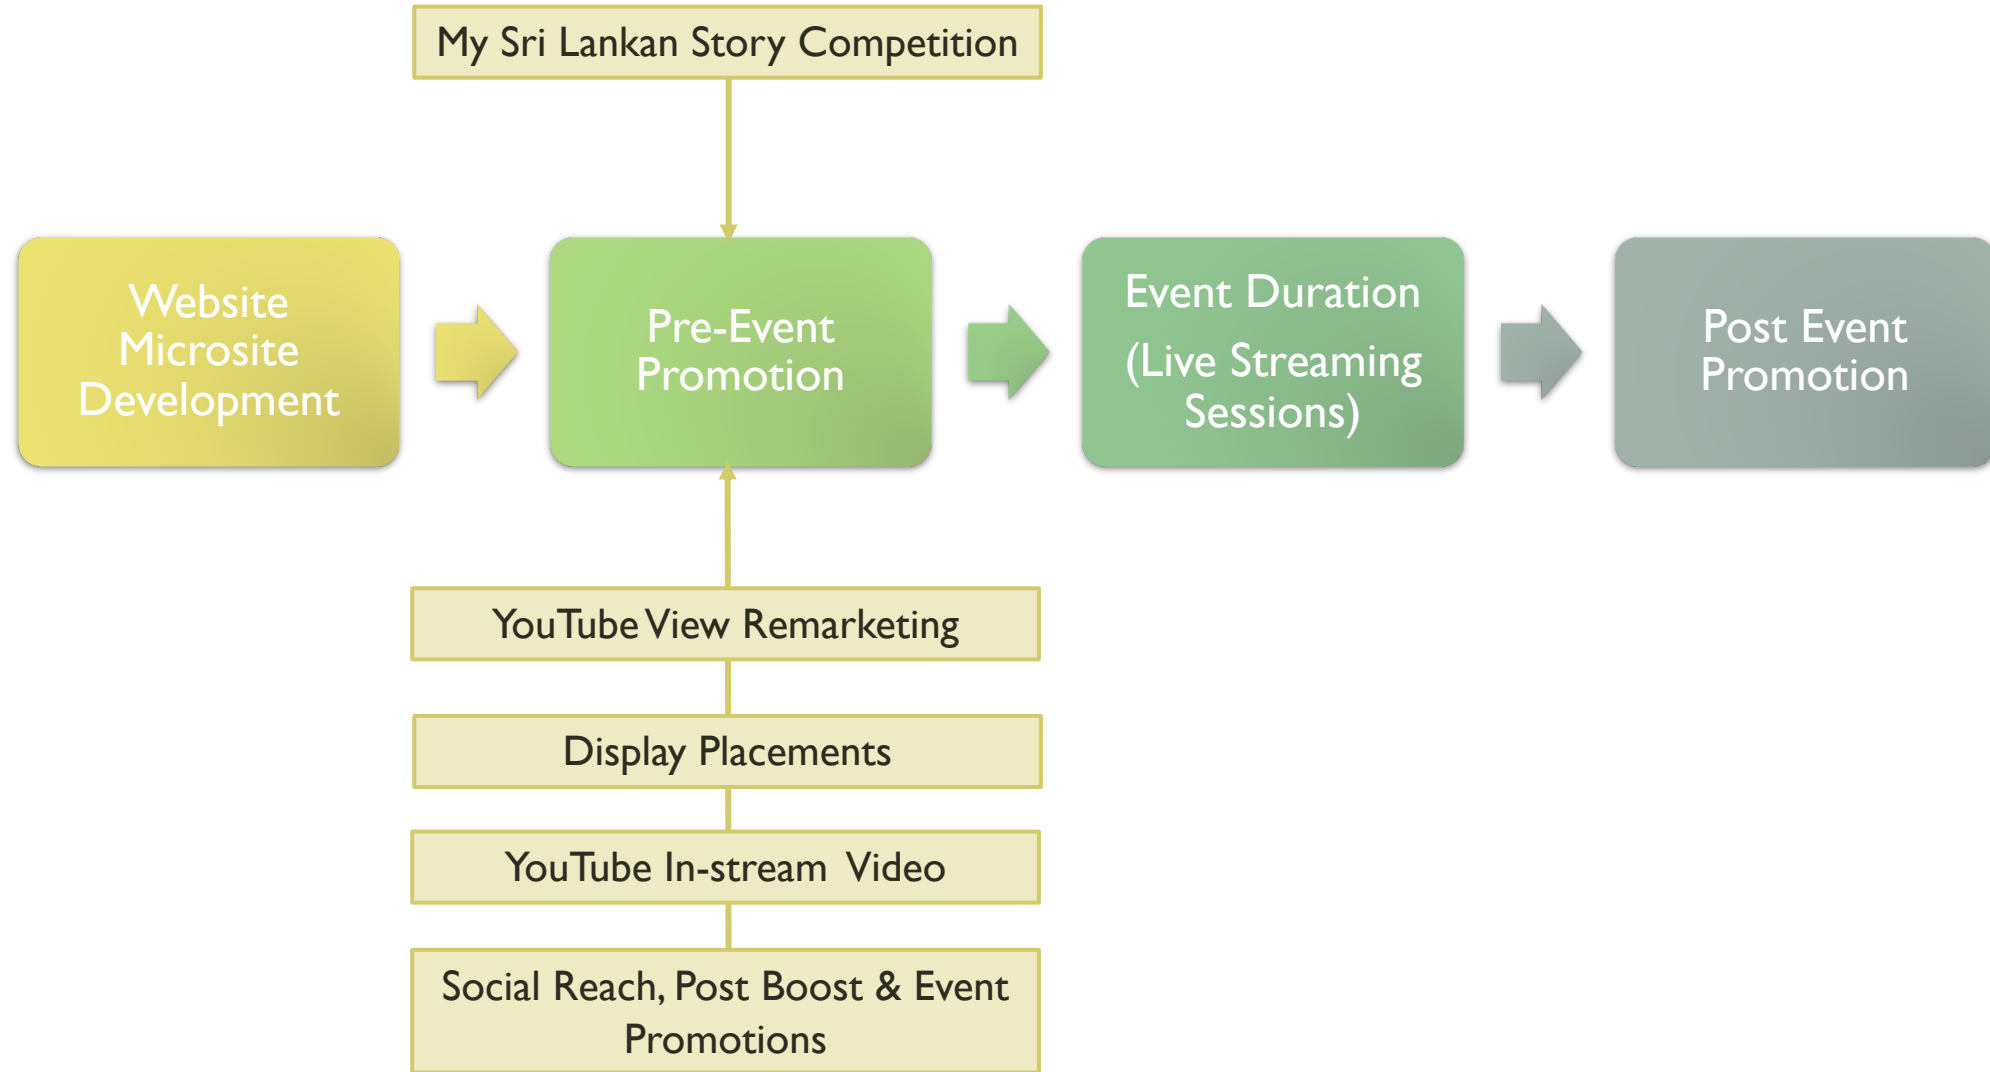 My Sri Lankan Story Competition
Website
Microsite
Development
Pre-Event
Promotion
Event Duration
(Live Streaming
Sessions)
Post Event
Promotion
YouTube View Remarketing
Display Placements
YouTube In-stream Video
Social Reach, Post Boost & Event
Promotions